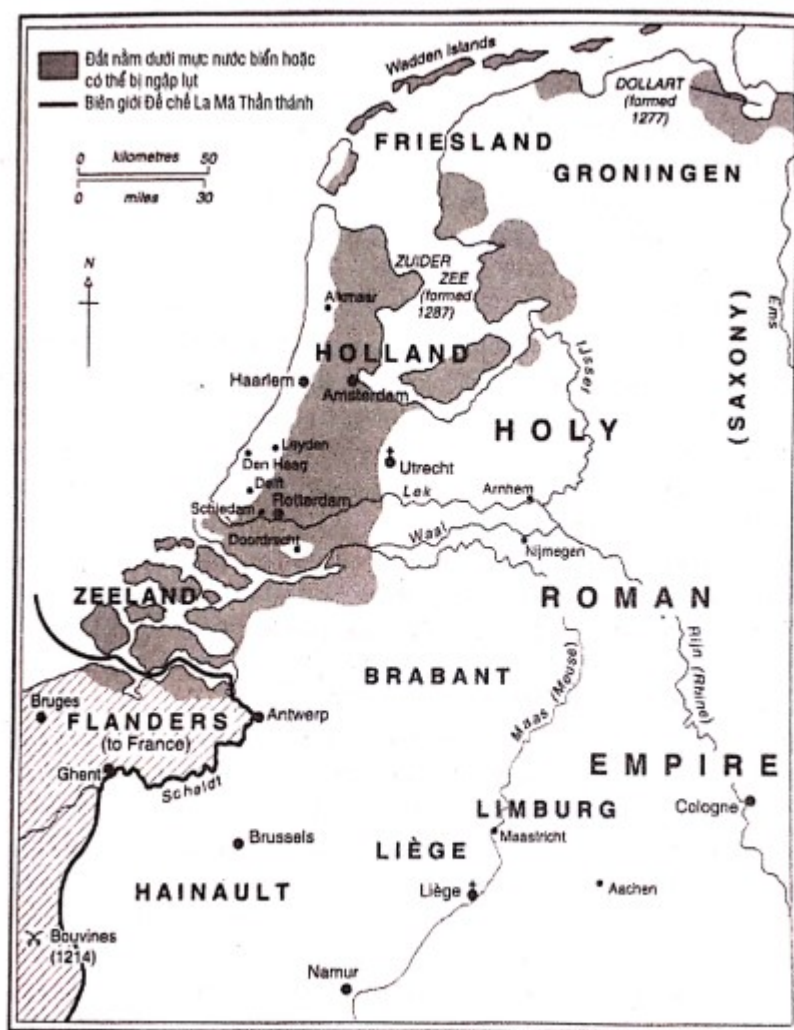 Đất nằm dưới mực nước biển hoặc
có thể bị ngập lụt
Biên giới Đế chế La Mã Thần thánh
0 kilometres 50
0 miles 30
N
Wadden Islands
DOLLART
(formed
1277)
FRIESLAND
GRONINGEN
ZUIDER
ZEE
(formed
1287)
Alkmaar
HOLLAND
Haarlem
Amsterdam
IJsser
(SAXONY)
Ems
HOLY
Leyden
Den Haag
Utrecht
Delft
Lek
Arnhem
Schiedam
Rotterdam
Doordracht
Waal
Nijmegen
ZEELAND
ROMAN
Rijn (Rhine)
BRABANT
Maas (Meuse)
Bruges
FLANDERS
(to France)
Antwerp
Ghent
Scheldt
EMPIRE
Cologne
LIMBURG
Maastricht
Brussels
LIÈGE
HAINAULT
Liège
Aachen
Bouvines
(1214)
Namur